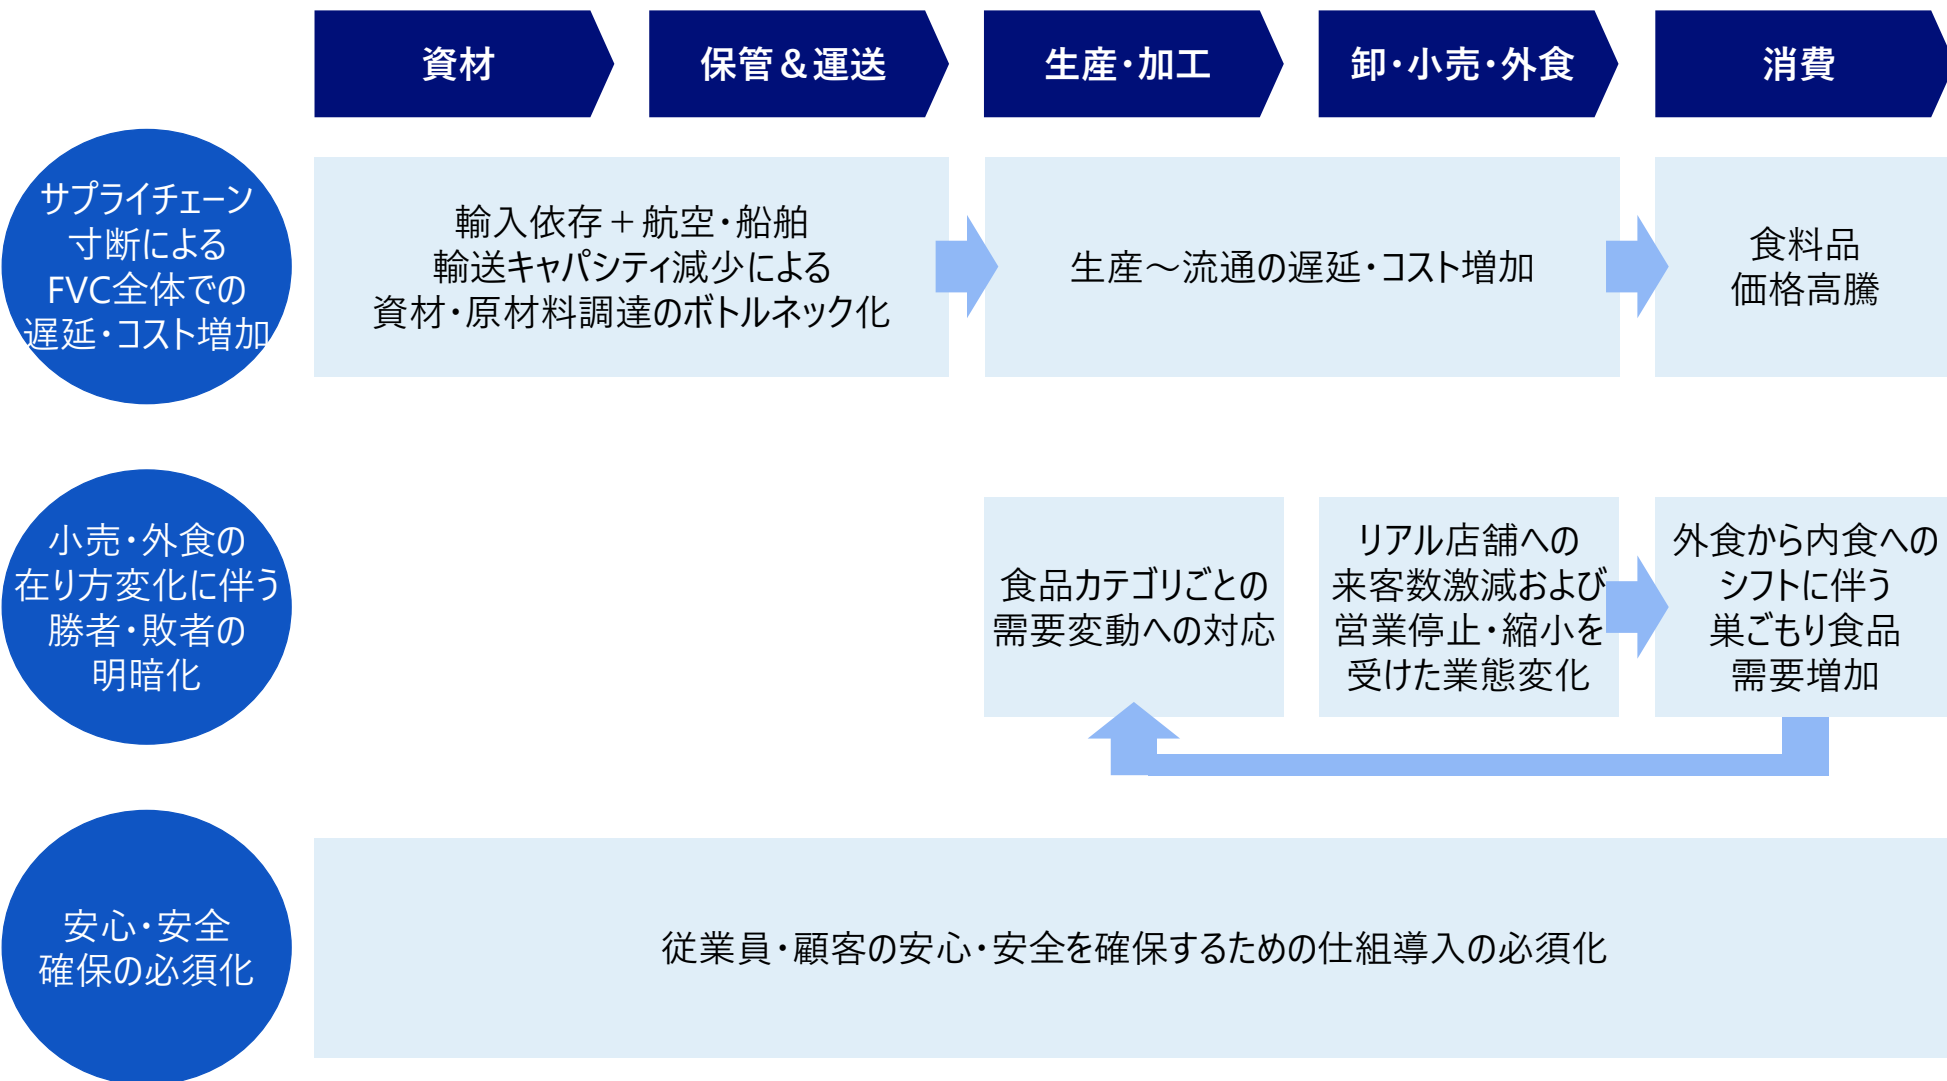 資材
保管＆運送
生産・加工
卸・小売・外食
消費
サプライチェーン
寸断による
FVC全体での
遅延・コスト増加
輸入依存＋航空・船舶
輸送キャパシティ減少による
資材・原材料調達のボトルネック化
生産～流通の遅延・コスト増加
食料品
価格高騰
小売・外食の
在り方変化に伴う
勝者・敗者の
明暗化
食品カテゴリごとの
需要変動への対応
リアル店舗への
来客数激減および
営業停止・縮小を
受けた業態変化
外食から内食への
シフトに伴う
巣ごもり食品
需要増加
安心・安全
確保の必須化
従業員・顧客の安心・安全を確保するための仕組導入の必須化